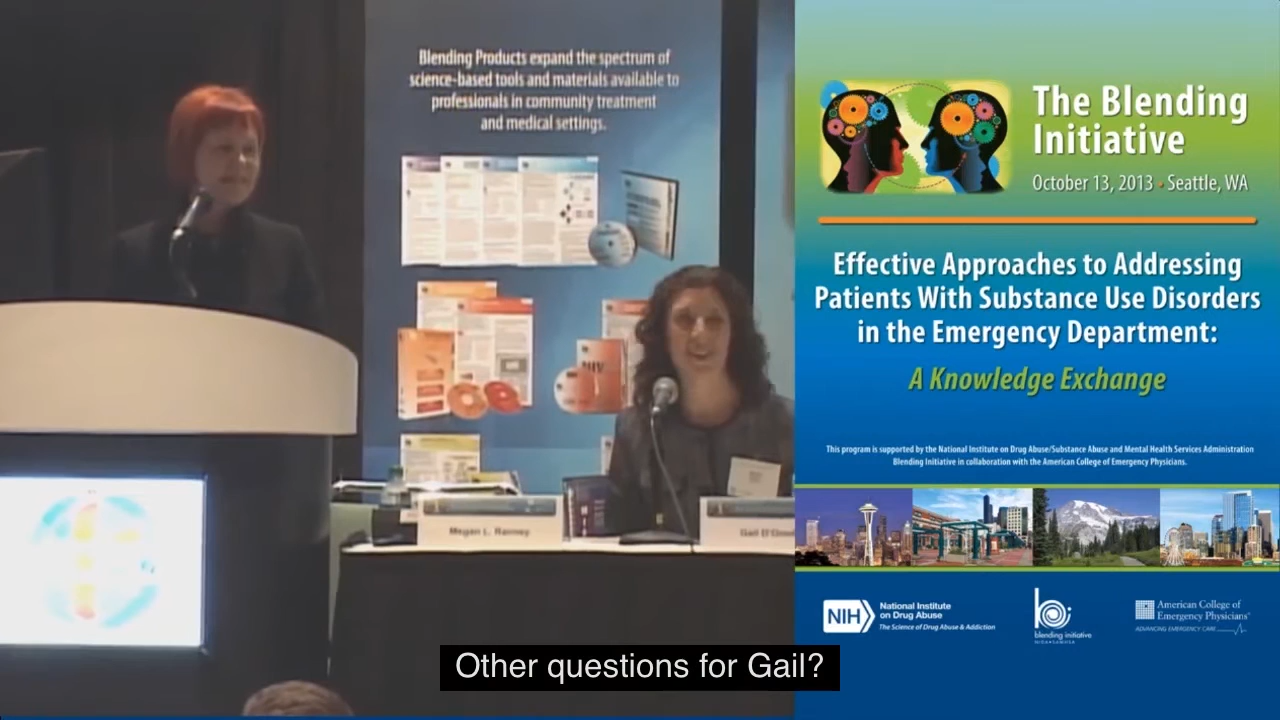 Blending Products expand the spectrum of
science-based tools and materials available to
professionals in community treatment
and medical settings.
Megan L. Ranney
The Blending
Initiative
October 13, 2013 • Seattle, WA
Effective Approaches to Addressing
Patients With Substance Use Disorders
in the Emergency Department:
A Knowledge Exchange
This program is supported by the National Institute on Drug Abuse/Substance Abuse and Mental Health Services Administration
Blending Initiative in collaboration with the American College of Emergency Physicians.
NIH
National Institute
on Drug Abuse
The Science of Drug Abuse & Addiction
blending initiative
NIDA•SAMHSA
American College of
Emergency Physicians®
ADVANCING EMERGENCY CARE
Other questions for Gail?